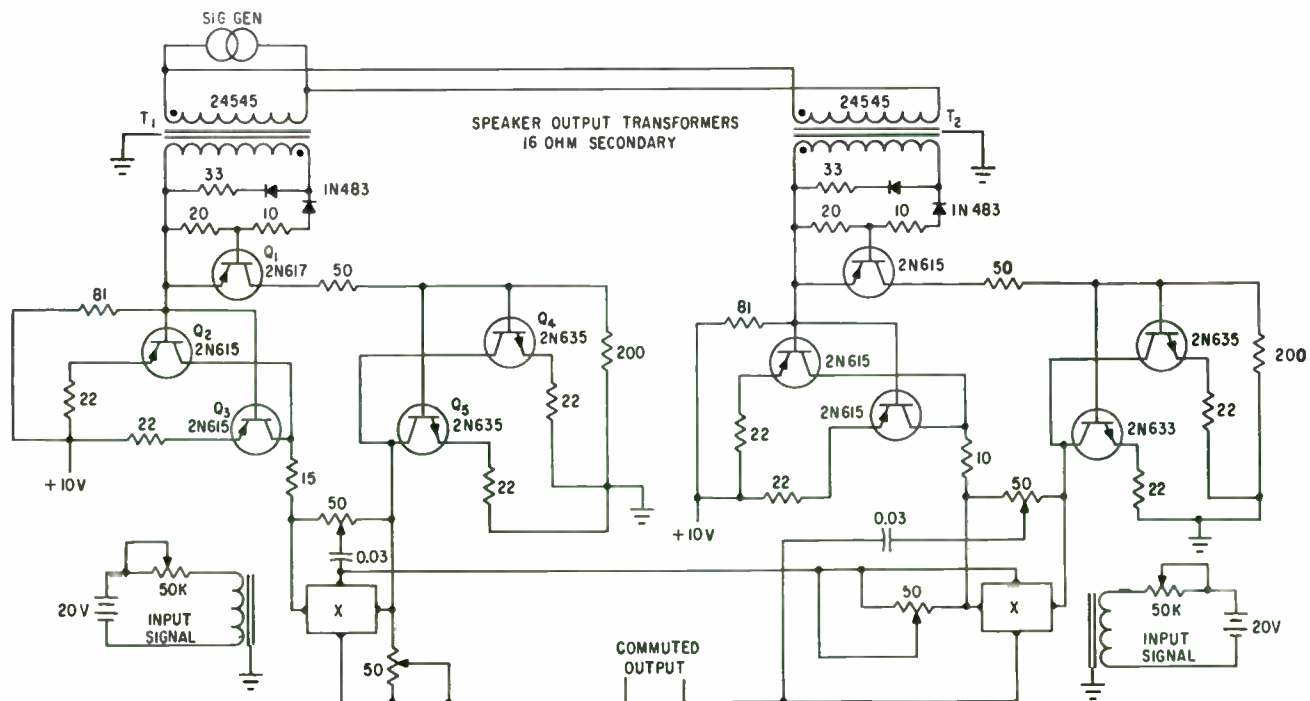 SIG GEN
24545
24545
T1
T2
SPEAKER OUTPUT TRANSFORMERS
16 OHM SECONDARY
33
1N483
20
10
33
1N483
20
10
Q1
2N617
50
2N615
50
81
Q2
2N615
Q4
2N635
200
81
2N615
2N635
200
22
Q3
2N615
22
Q5
2N635
22
2N615
22
22
2N633
22
+10V
15
22
22
10
22
50
+10V
50
0.03
0.03
50K
20V
INPUT
SIGNAL
X
50
X
50K
20V
INPUT
SIGNAL
50
COMMUTED
OUTPUT